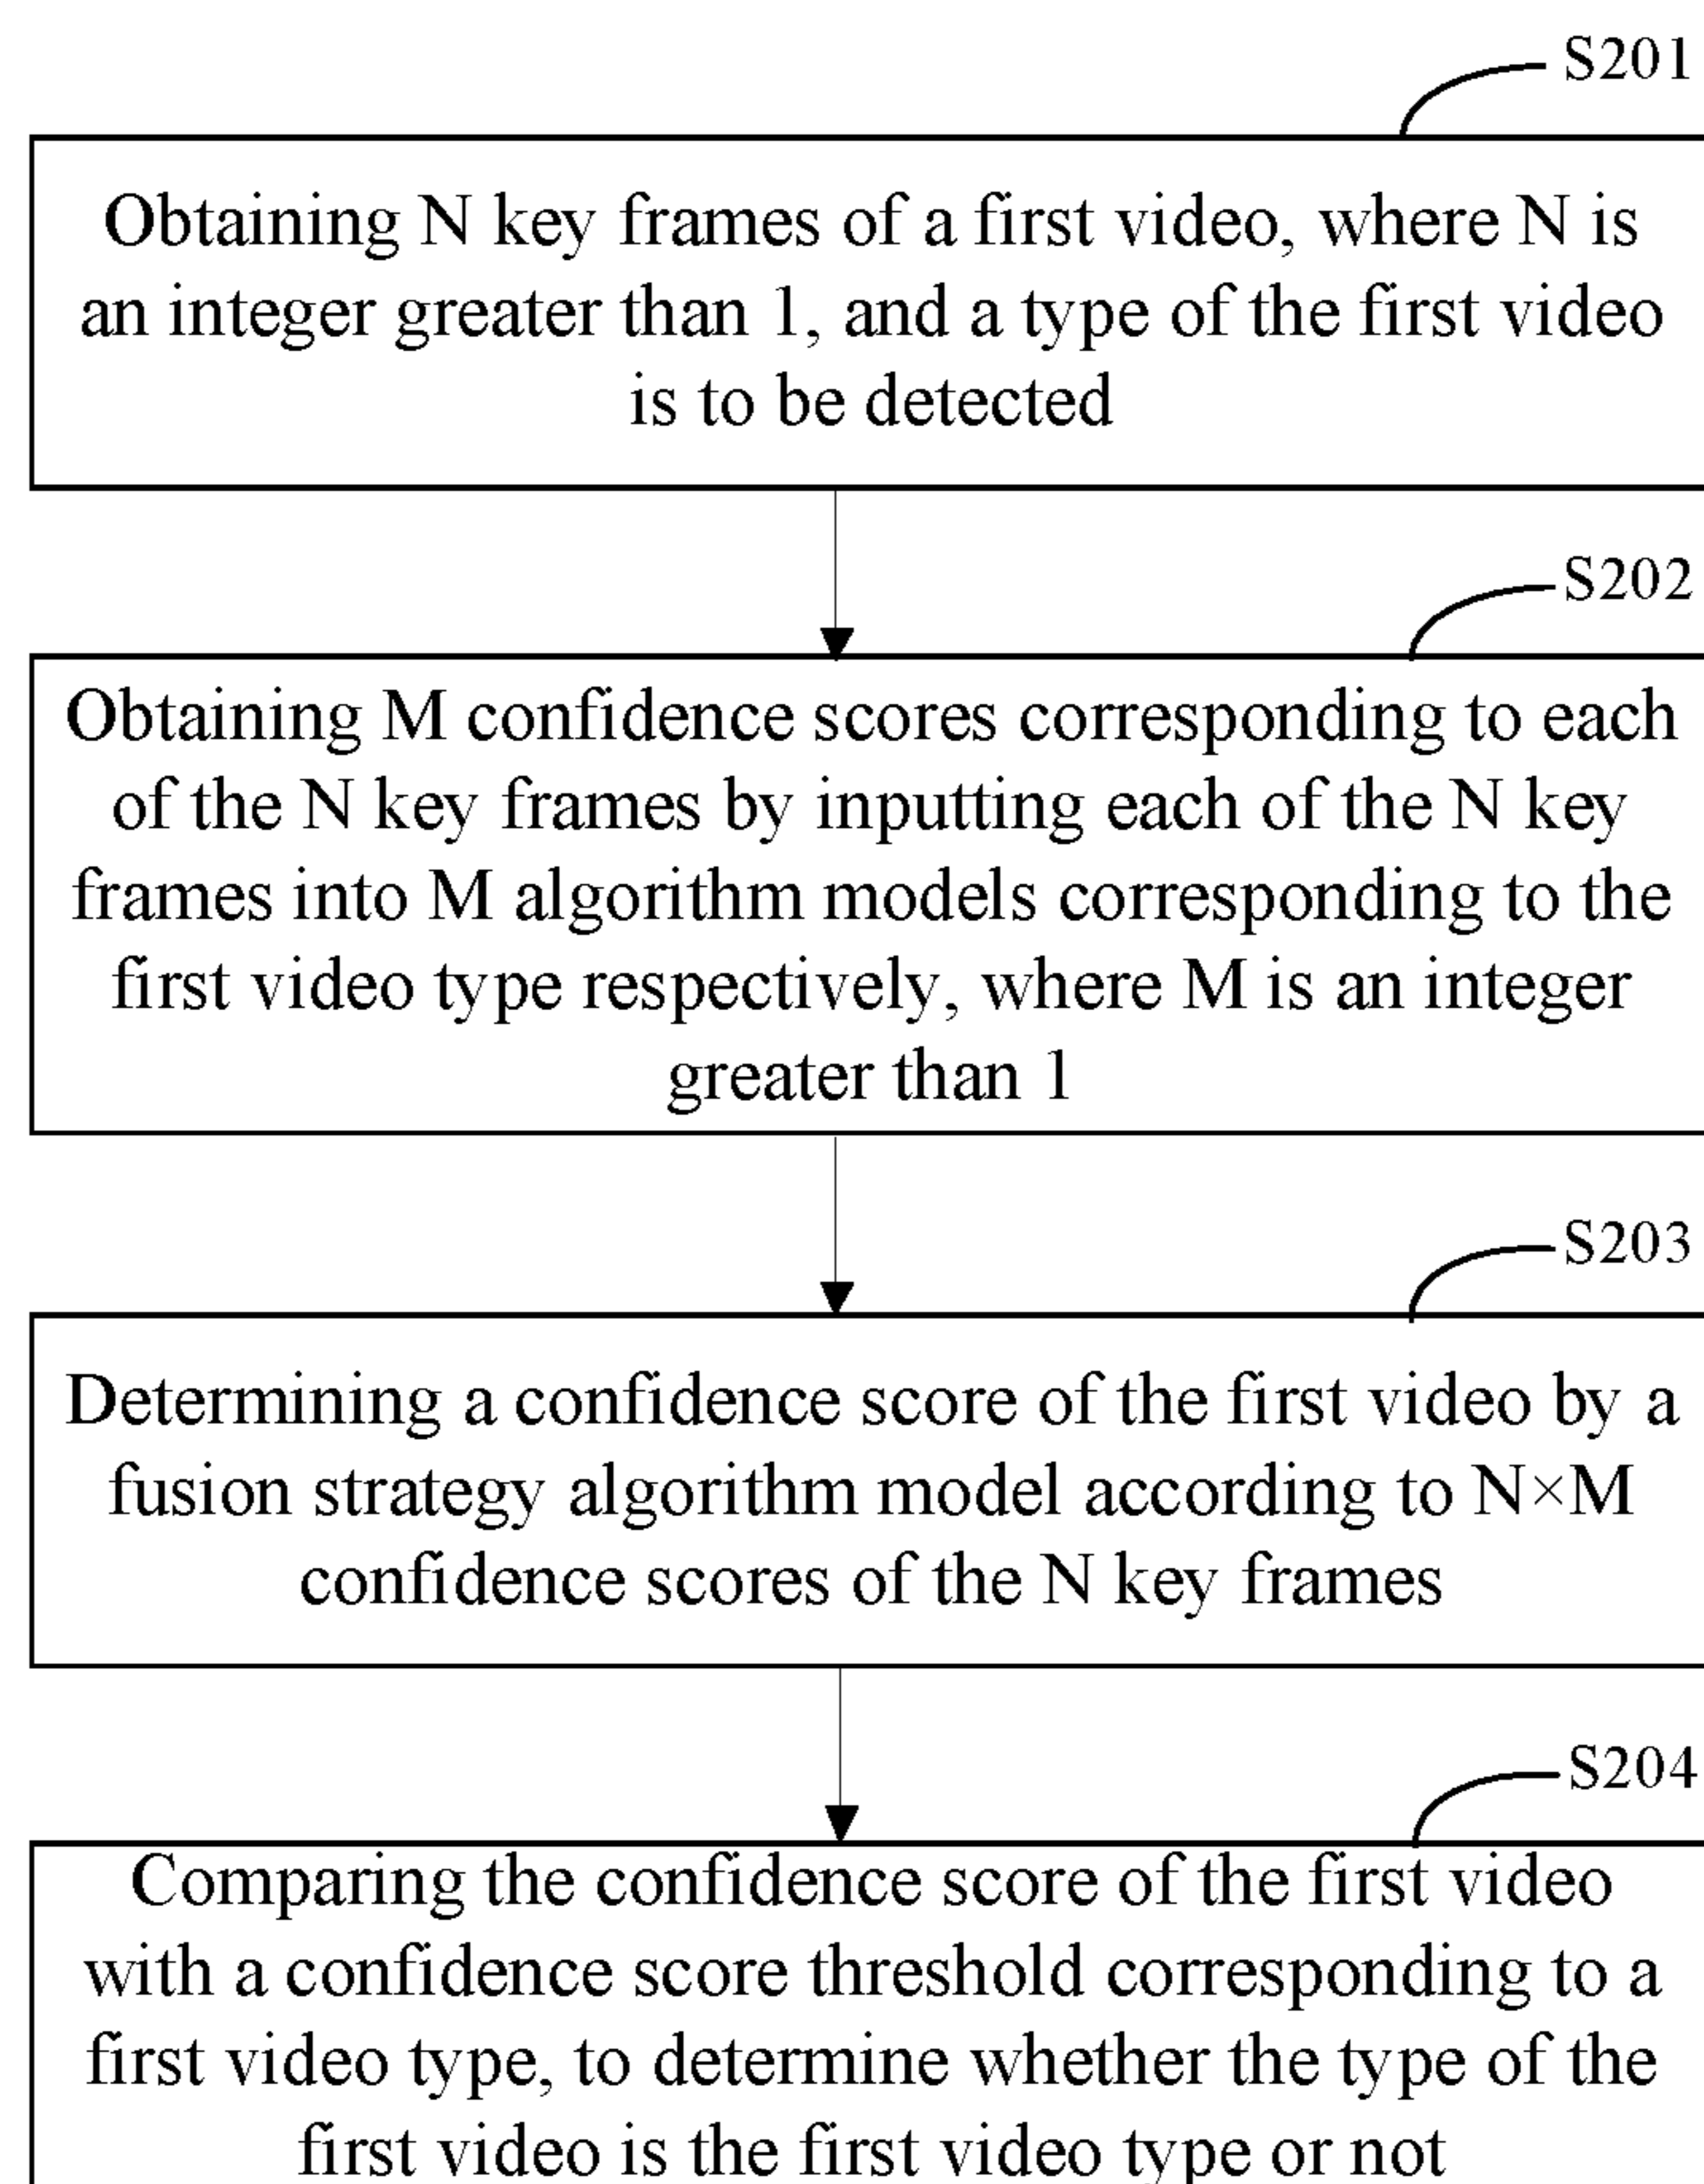 S201
Obtaining N key frames of a first video, where N is
an integer greater than 1, and a type of the first video
is to be detected
S202
Obtaining M confidence scores corresponding to each
of the N key frames by inputting each of the N key
frames into M algorithm models corresponding to the
first video type respectively, where M is an integer
greater than 1
S203
Determining a confidence score of the first video by a
fusion strategy algorithm model according to N×M
confidence scores of the N key frames
S204
Comparing the confidence score of the first video
with a confidence score threshold corresponding to a
first video type, to determine whether the type of the
first video is the first video type or not